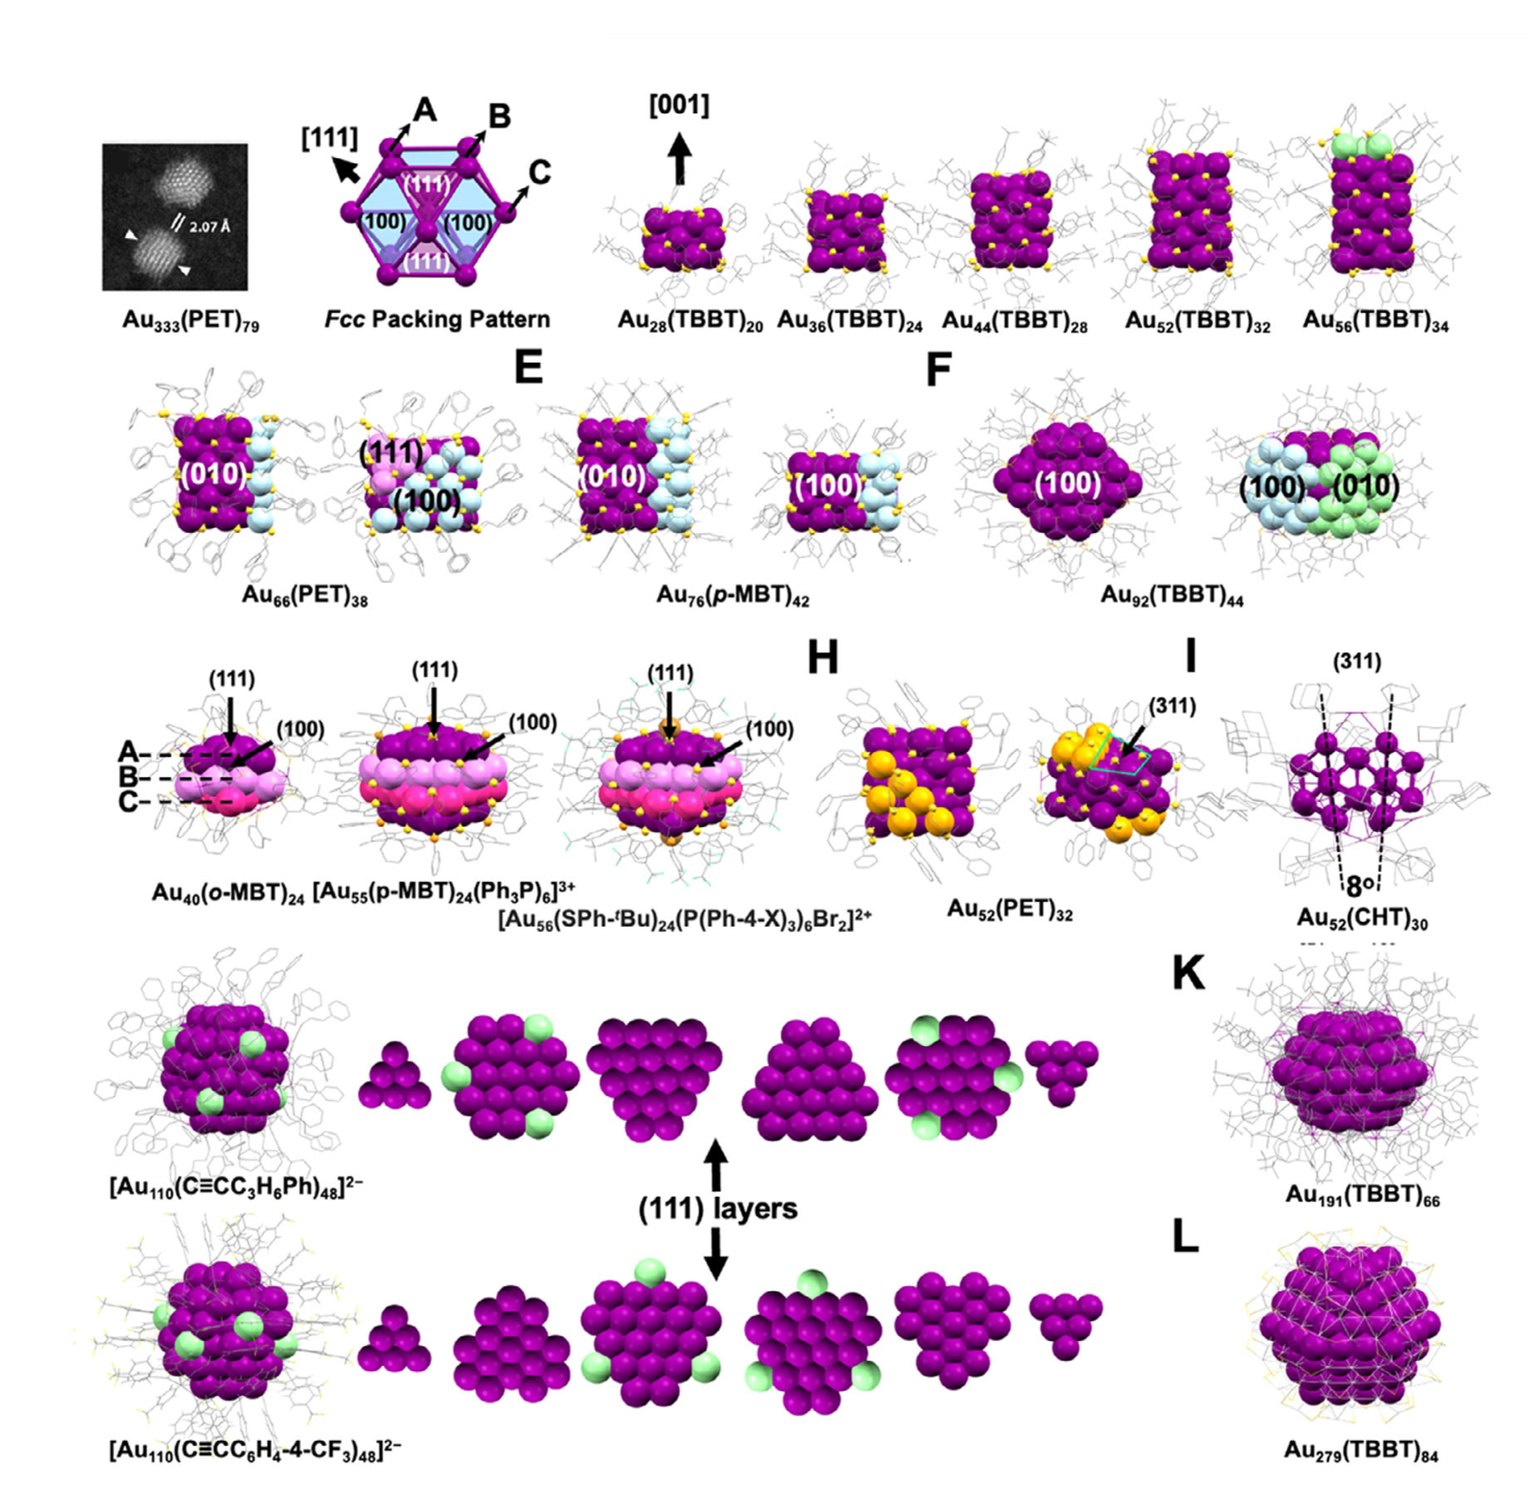 [001]
A
B
[111]
C
(111)
(100) (100)
(111)
2.07 Å
Au333(PET)79
Fcc Packing Pattern
Au28(TBBT)20
Au36(TBBT)24
Au44(TBBT)28
Au52(TBBT)32
Au56(TBBT)34
E
F
(010)
(111)
(100)
(010)
(100)
(100)
(100) (010)
Au66(PET)38
Au76(p-MBT)42
Au92(TBBT)44
H
I
(111)
(100)
A
B
C
(111)
(100)
(111)
(100)
(311)
(311)
8o
Au40(o-MBT)24
[Au55(p-MBT)24(Ph3P)6]3+
[Au56(SPh-tBu)24(P(Ph-4-X)3)6Br2]2+
Au52(PET)32
Au52(CHT)30
K
[Au110(C≡CC3H6Ph)48]2−
(111) layers
Au191(TBBT)66
L
[Au110(C≡CC6H4-4-CF3)48]2−
Au279(TBBT)84